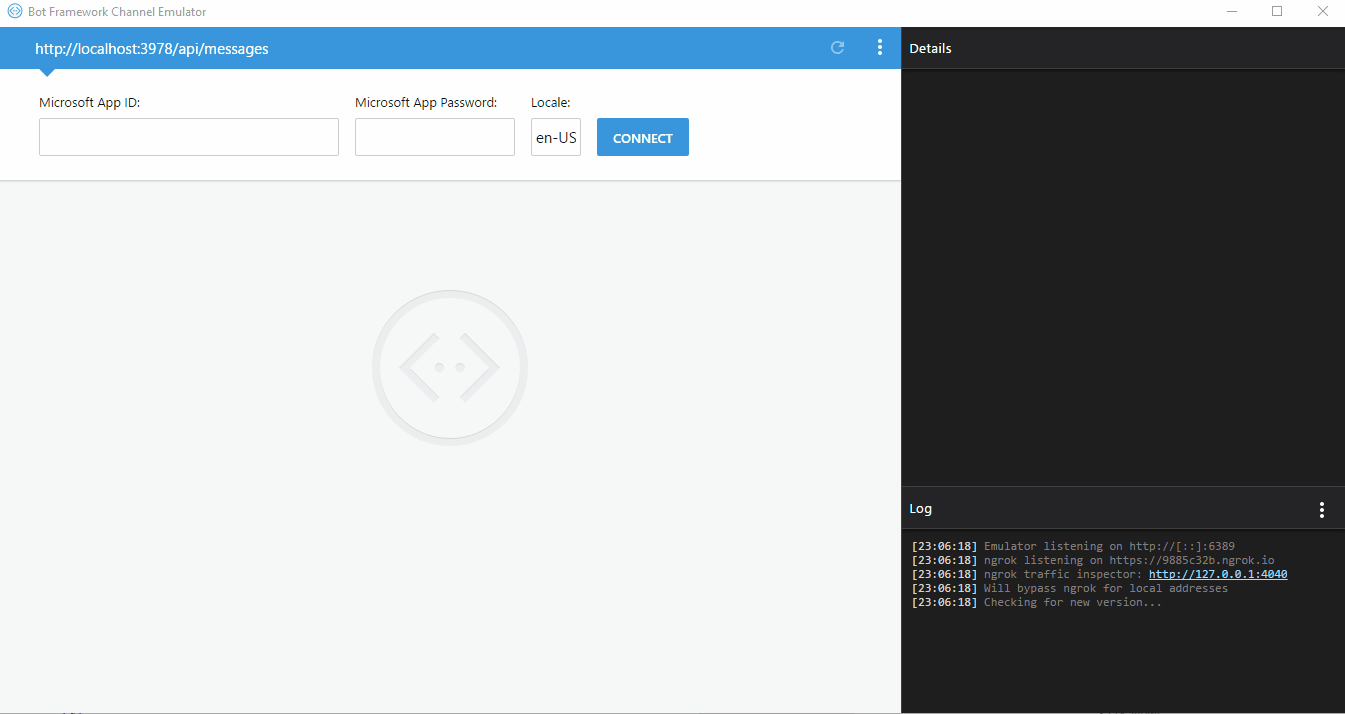 Bot Framework Channel Emulator
http://localhost:3978/api/messages
Microsoft App ID:
Microsoft App Password:
Locale:
en-US
CONNECT
Details
Log
[23:06:18] Emulator listening on http://[::]:6389
[23:06:18] ngrok listening on https://9885c32b.ngrok.io
[23:06:18] ngrok traffic inspector: http://127.0.0.1:4040
[23:06:18] Will bypass ngrok for local addresses
[23:06:18] Checking for new version...